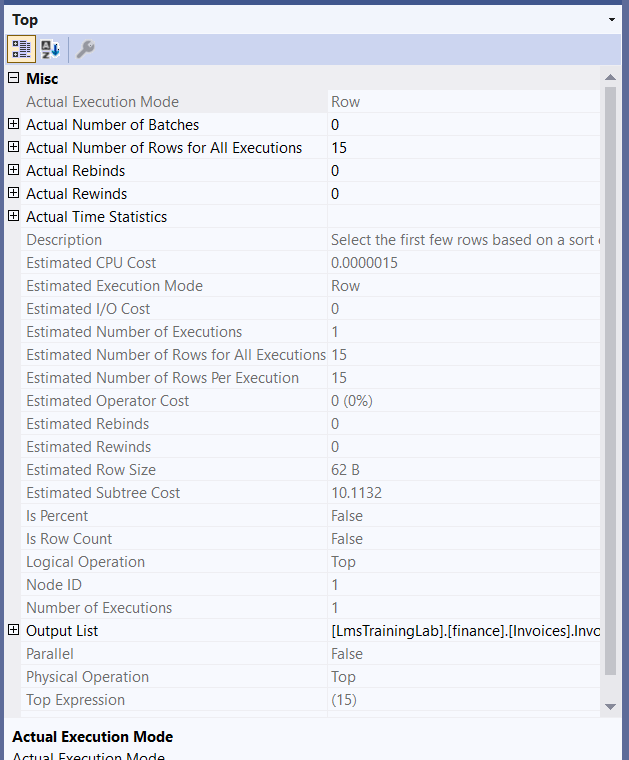 Top
Misc
Actual Execution Mode Row
Actual Number of Batches 0
Actual Number of Rows for All Executions 15
Actual Rebinds 0
Actual Rewinds 0
Actual Time Statistics
Description Select the first few rows based on a sort
Estimated CPU Cost 0.0000015
Estimated Execution Mode Row
Estimated I/O Cost 0
Estimated Number of Executions 1
Estimated Number of Rows for All Executions 15
Estimated Number of Rows Per Execution 15
Estimated Operator Cost 0 (0%)
Estimated Rebinds 0
Estimated Rewinds 0
Estimated Row Size 62 B
Estimated Subtree Cost 10.1132
Is Percent False
Is Row Count False
Logical Operation Top
Node ID 1
Number of Executions 1
Output List [LmsTrainingLab].[finance].[Invoices].Invo
Parallel False
Physical Operation Top
Top Expression (15)
Actual Execution Mode
Actual Execution Mode